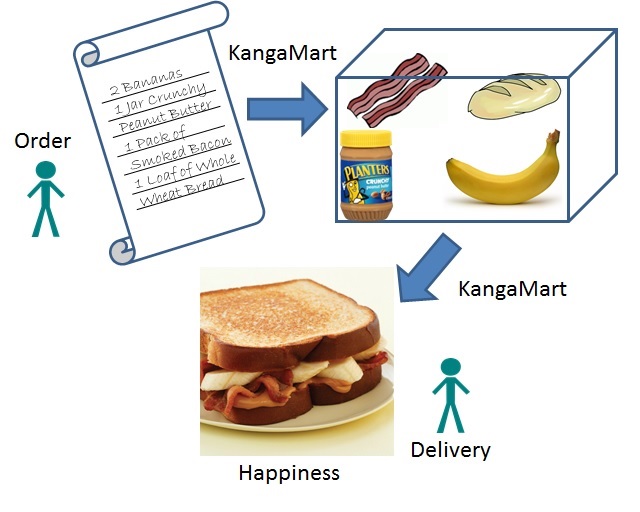 KangaMart
2 Bananas
1 Jar Crunchy
Peanut Butter
1 Pack of
Smoked Bacon
1 Loaf of Whole
Wheat Bread
Order
PLANTERS
CRUNCHY
peanut butter
KangaMart
Delivery
Happiness